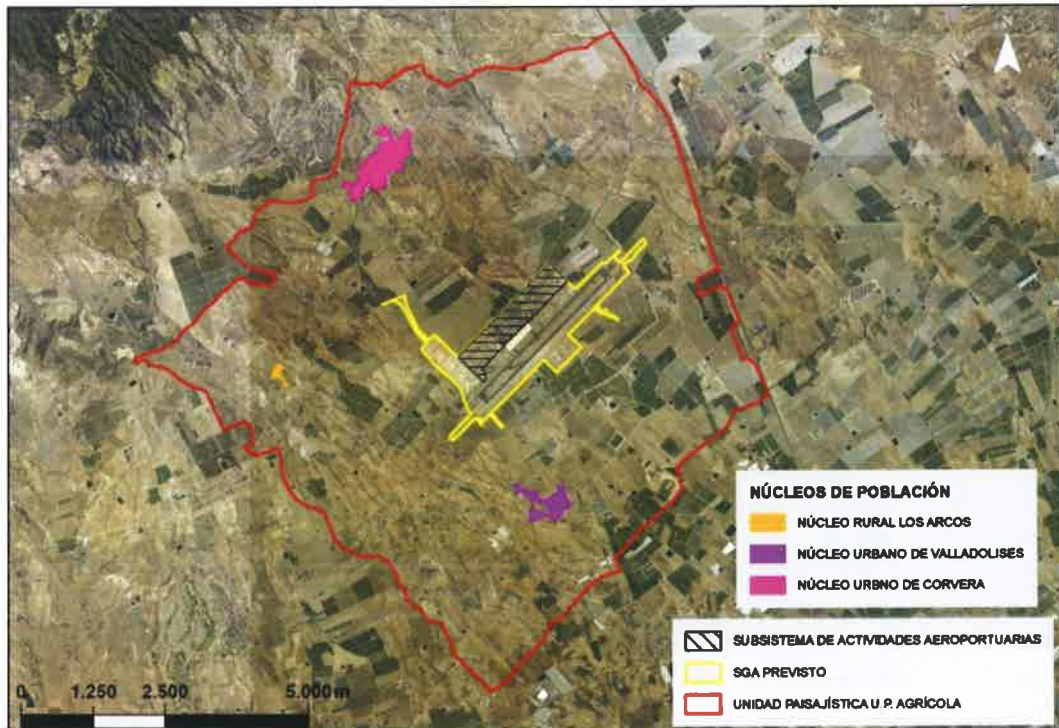 N
NÚCLEOS DE POBLACIÓN
NÚCLEO RURAL LOS ARCOS
NÚCLEO URBANO DE VALLADOLISES
NÚCLEO URBNO DE CORVERA
SUBSISTEMA DE ACTIVIDADES AEROPORTUARIAS
SGA PREVISTO
UNIDAD PAISAJÍSTICA U.P. AGRÍCOLA
0 1.250 2.500 5.000 m